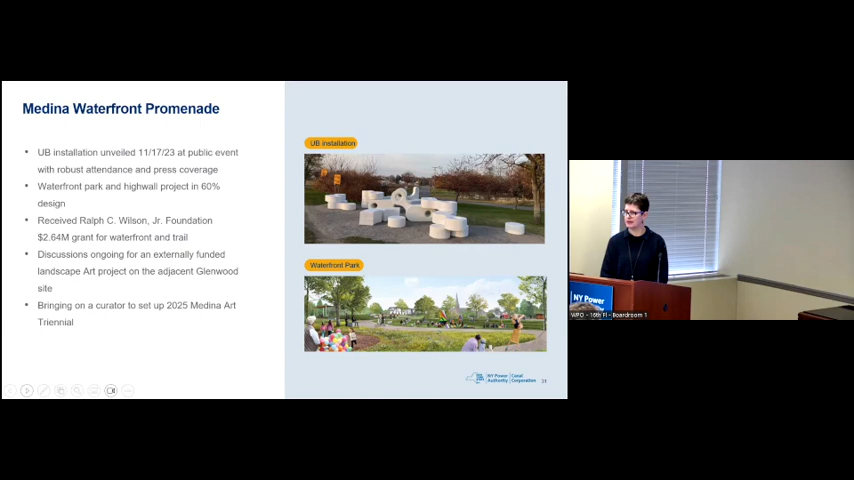 Medina Waterfront Promenade
• UB installation unveiled 11/17/23 at public event
with robust attendance and press coverage
• Waterfront park and highwall project in 60%
design
• Received Ralph C. Wilson, Jr. Foundation
$2.64M grant for waterfront and trail
• Discussions ongoing for an externally funded
landscape Art project on the adjacent Glenwood
site
• Bringing on a curator to set up 2025 Medina Art
Triennial
UB installation
Waterfront Park
NY Power Authority
Canal Corporation
NY Power
WPO - 16th Fl - Boardroom 1